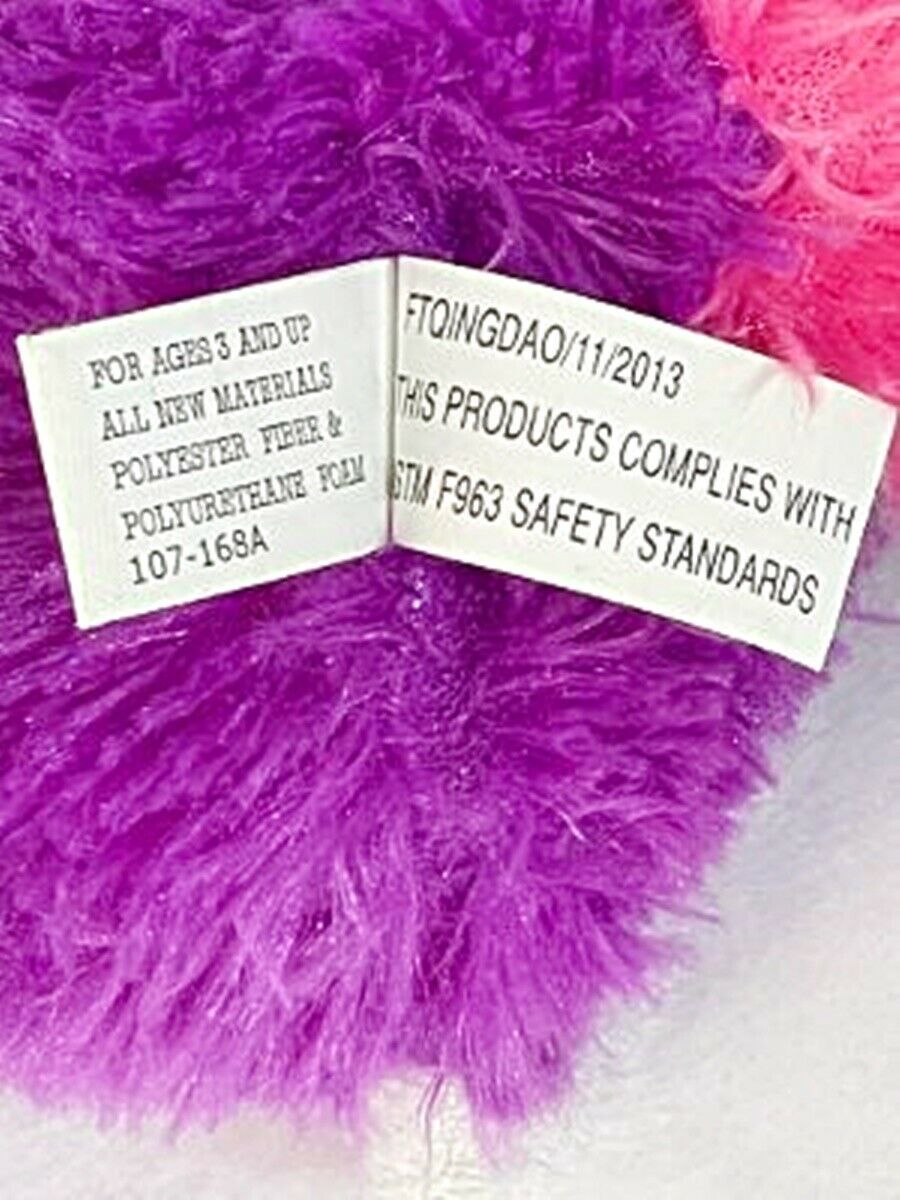 FOR AGES 3 AND UP
ALL NEW MATERIALS
POLYESTER FIBER &
POLYURETHANE FOAM
107-168A
FTQINGDAO/11/2013
THIS PRODUCTS COMPLIES WITH
STM F963 SAFETY STANDARDS